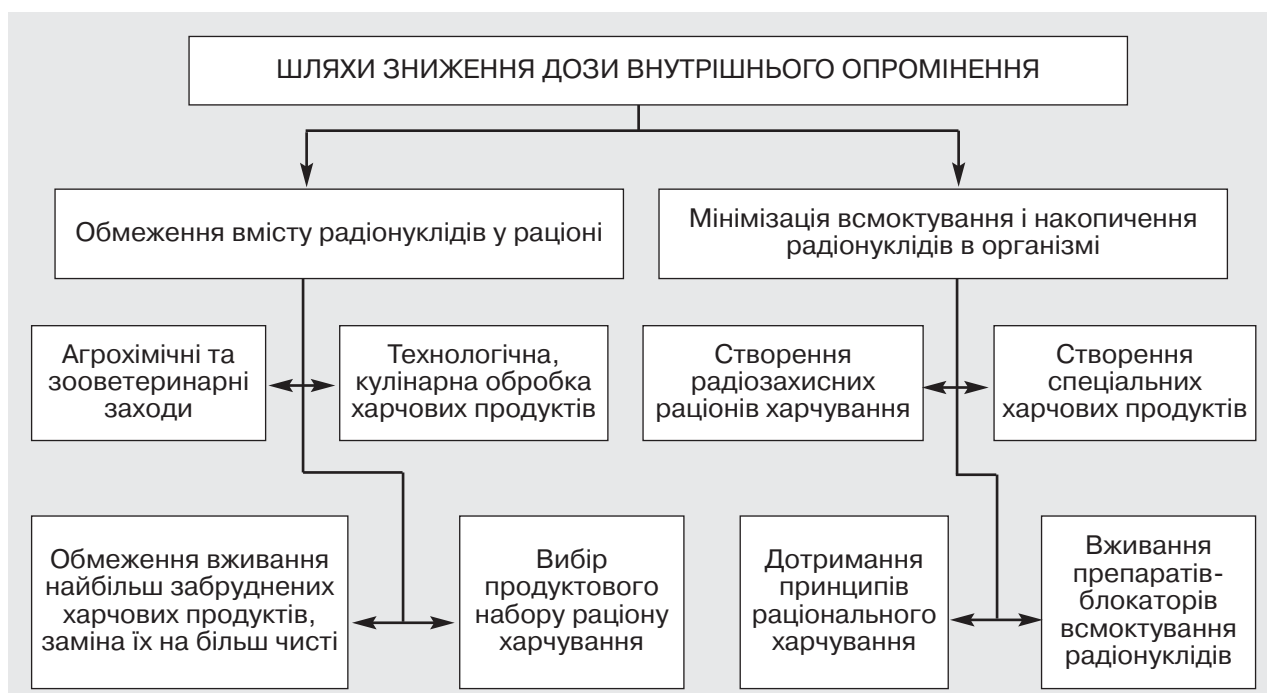 ШЛЯХИ ЗНИЖЕННЯ ДОЗИ ВНУТРІШНЬОГО ОПРОМІНЕННЯ
Обмеження вмісту радіонуклідів у раціоні
Мінімізація всмоктування і накопичення
радіонуклідів в організмі
Агрохімічні та
зооветеринарні
заходи
Технологічна,
кулінарна обробка
харчових продуктів
Створення
радіозахисних
раціонів харчування
Створення
спеціальних
харчових продуктів
Обмеження вживання
найбільш забруднених
харчових продуктів,
заміна їх на більш чисті
Вибір
продуктового
набору раціону
харчування
Дотримання
принципів
раціонального
харчування
Вживання
препаратів-
блокаторів
всмоктування
радіонуклідів